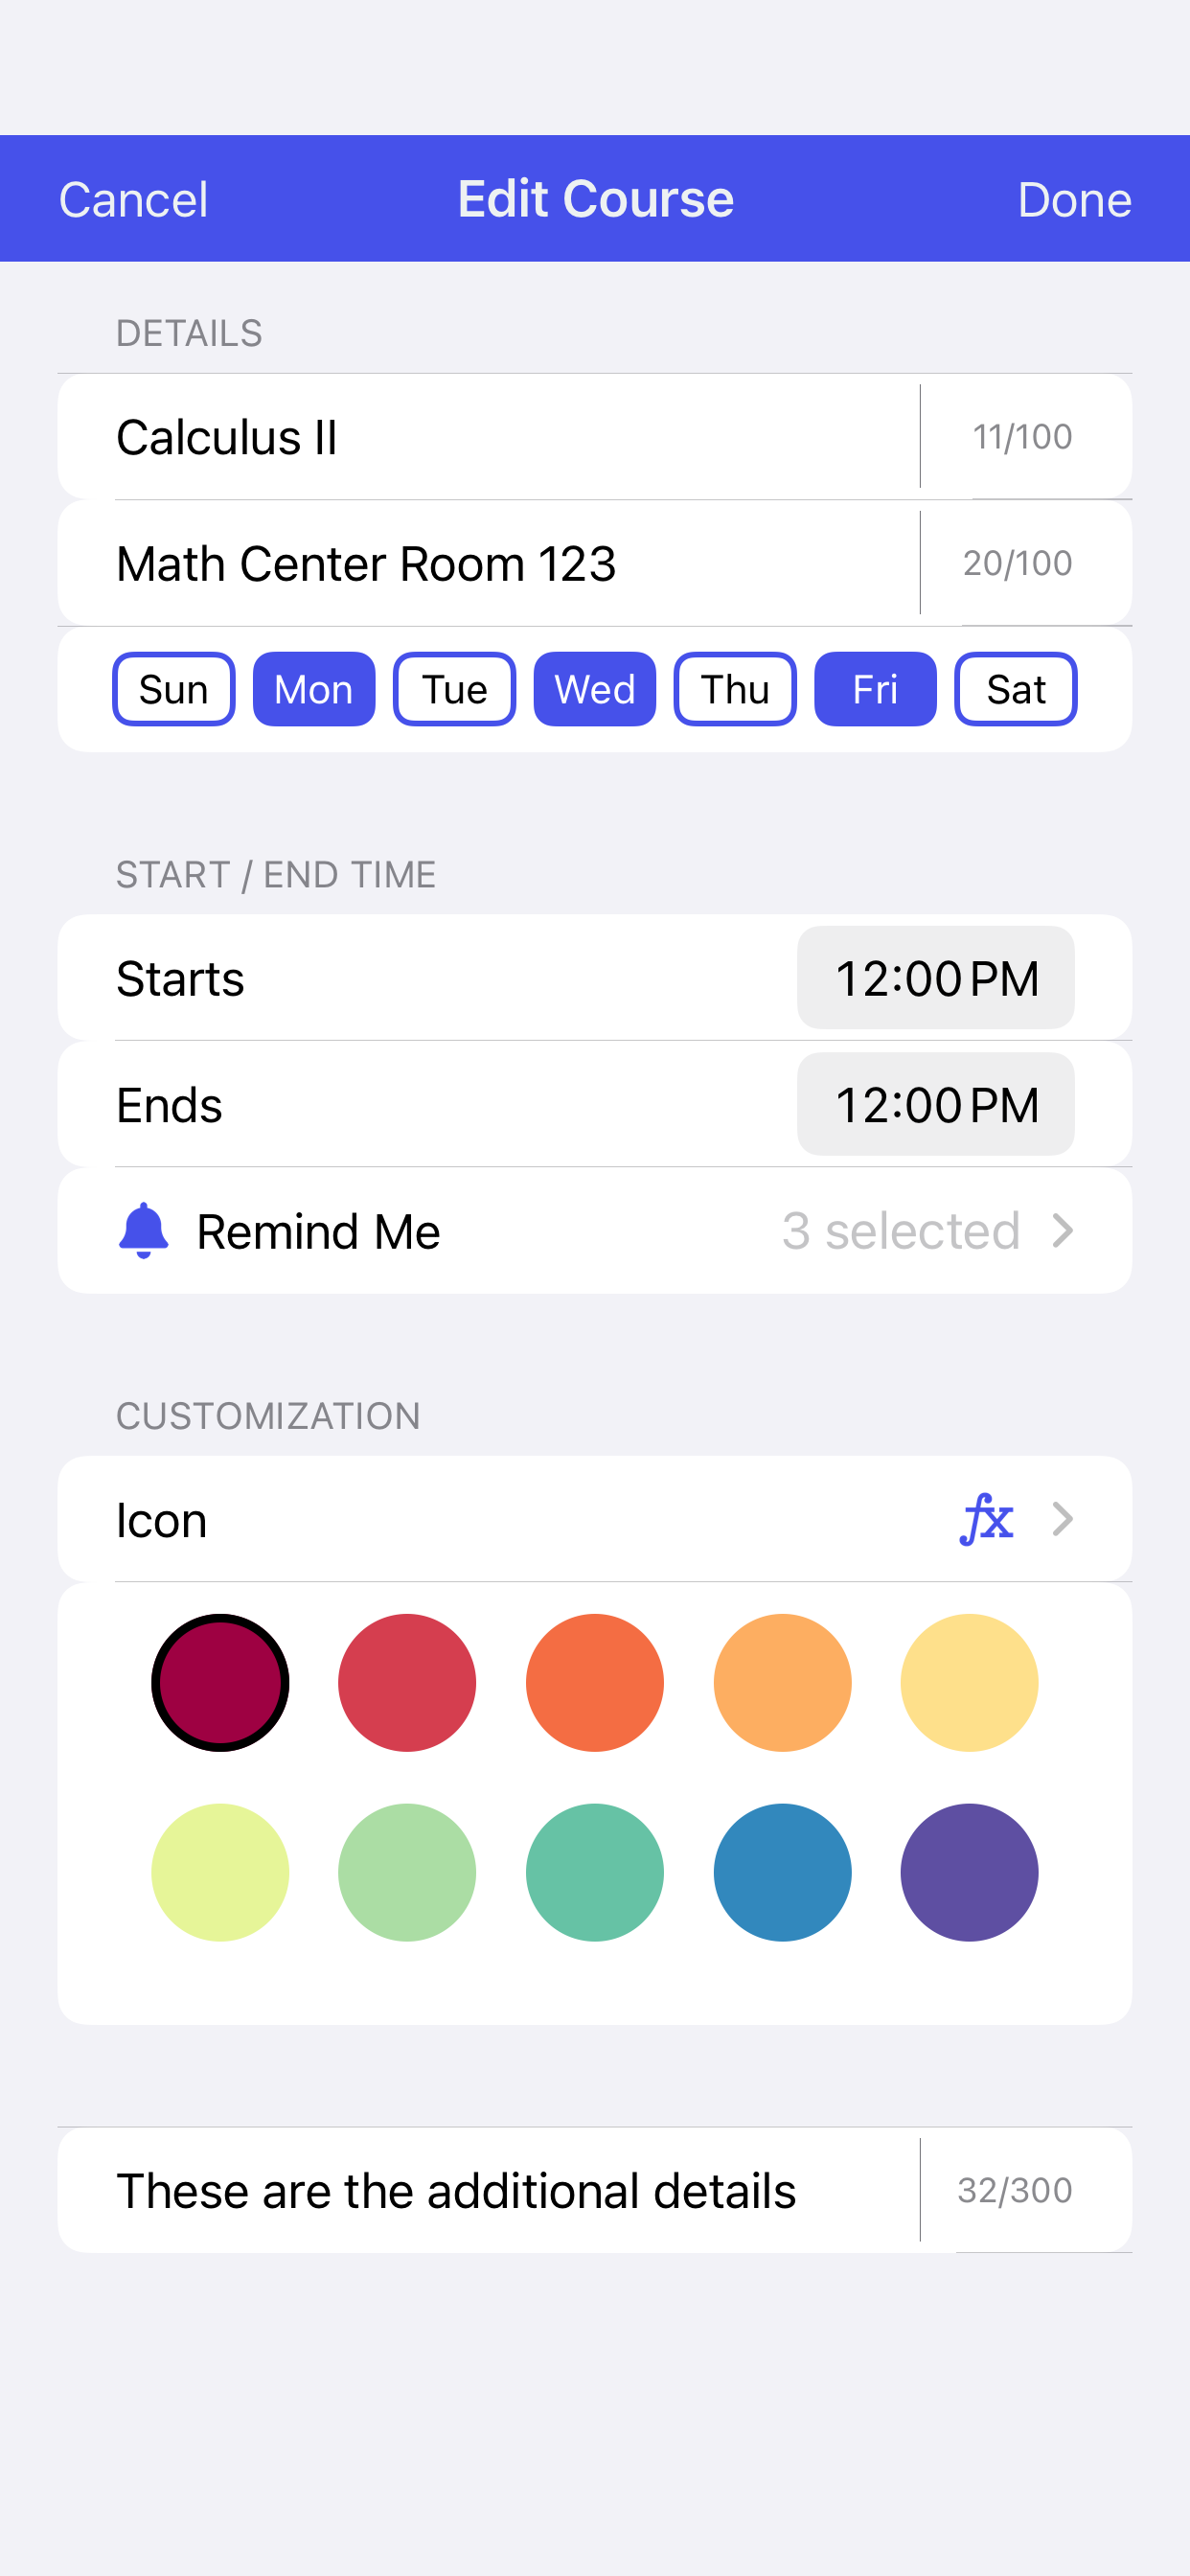 Cancel Edit Course Done
DETAILS
Calculus II 11/100
Math Center Room 123 20/100
Sun Mon Tue Wed Thu Fri Sat
START / END TIME
Starts 12:00 PM
Ends 12:00 PM
Remind Me 3 selected
CUSTOMIZATION
Icon fx
These are the additional details 32/300